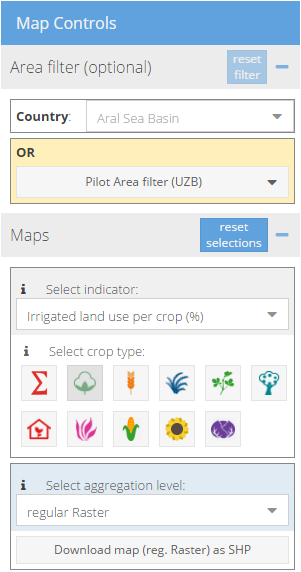 Map Controls
Area filter (optional)
reset
filter
Country:
Aral Sea Basin
OR
Pilot Area filter (UZB)
Maps
reset
selections
i Select indicator:
Irrigated land use per crop (%)
i Select crop type:
Σ
i Select aggregation level:
regular Raster
Download map (reg. Raster) as SHP